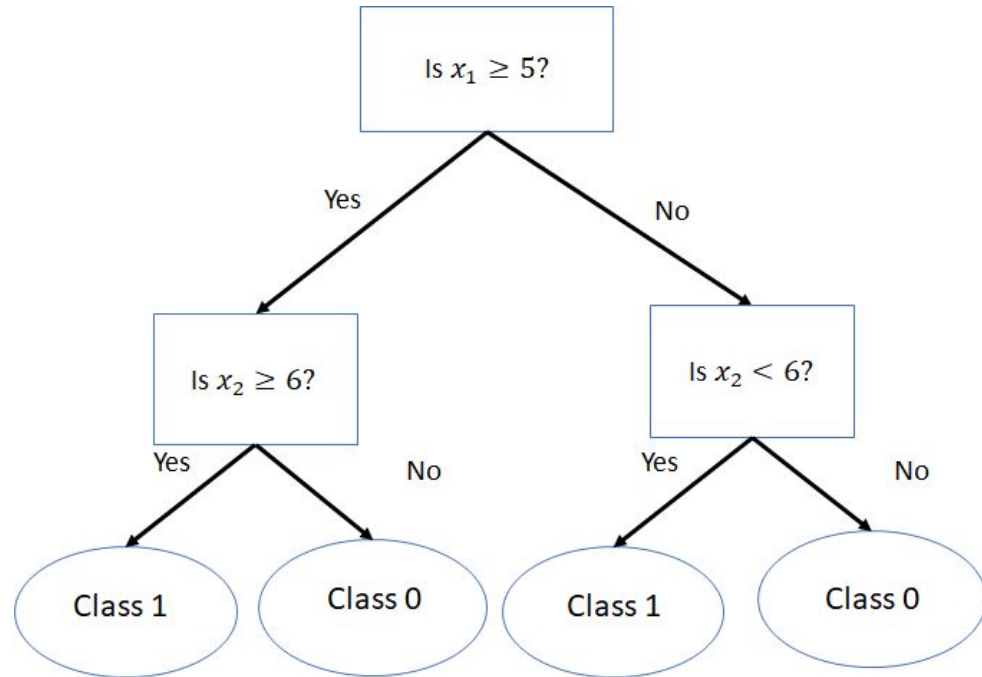 Is x₁ ≥ 5?
Yes
No
Is x₂ ≥ 6?
Is x₂ < 6?
Yes
No
Yes
No
Class 1
Class 0
Class 1
Class 0